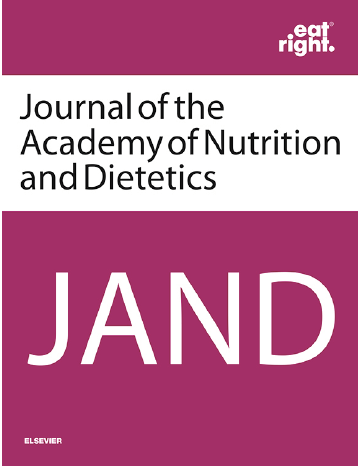 eat®
right.
Journal of the
Academy of Nutrition
and Dietetics
JAND
ELSEVIER